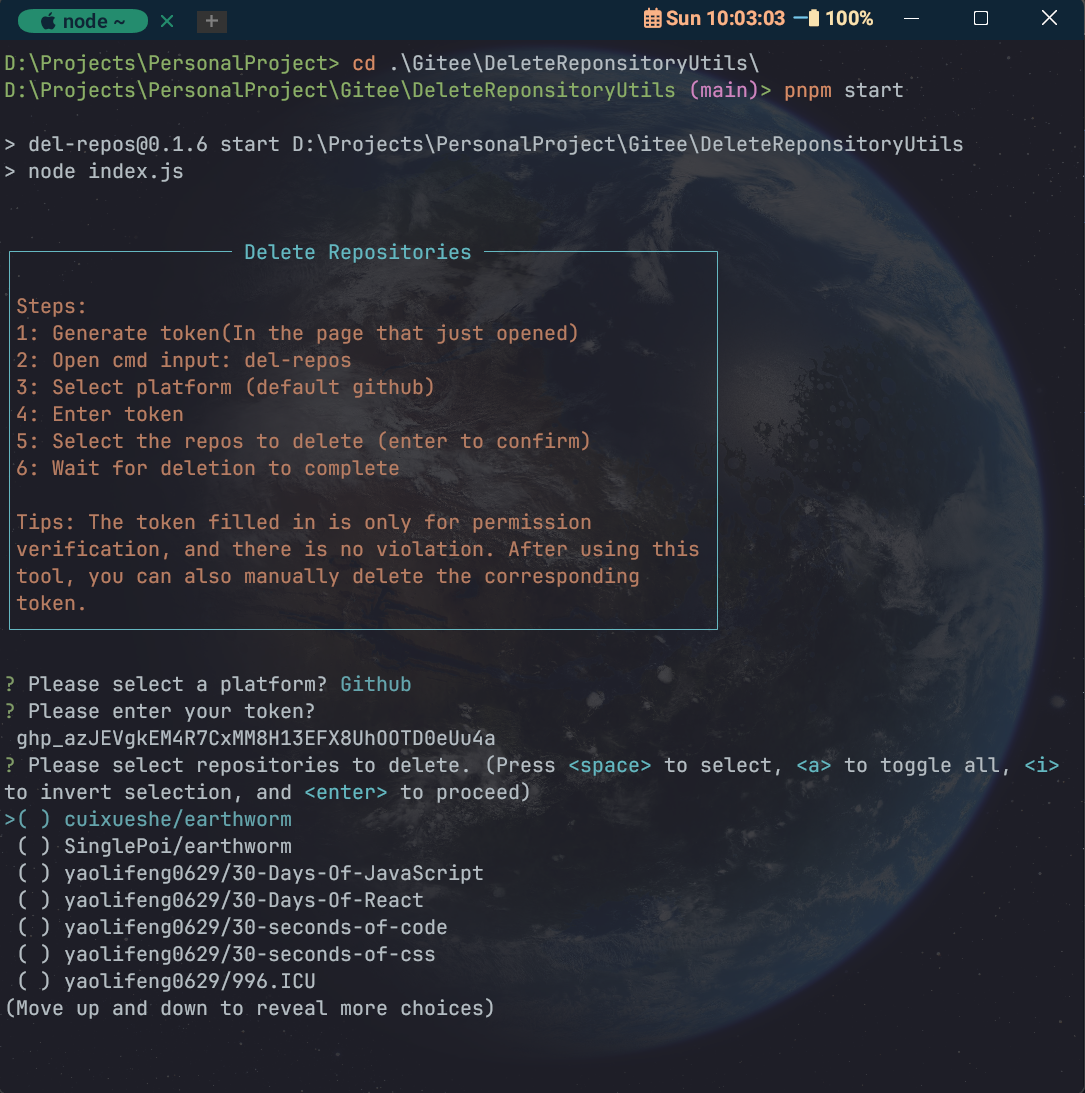 node ~
Sun 10:03:03 100%
D:\Projects\PersonalProject> cd .\Gitee\DeleteReponsitoryUtils\
D:\Projects\PersonalProject\Gitee\DeleteReponsitoryUtils (main)> pnpm start
> del-repos@0.1.6 start D:\Projects\PersonalProject\Gitee\DeleteReponsitoryUtils
> node index.js
Delete Repositories
Steps:
1: Generate token(In the page that just opened)
2: Open cmd input: del-repos
3: Select platform (default github)
4: Enter token
5: Select the repos to delete (enter to confirm)
6: Wait for deletion to complete
Tips: The token filled in is only for permission
verification, and there is no violation. After using this
tool, you can also manually delete the corresponding
token.
? Please select a platform? Github
? Please enter your token?
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
? Please select repositories to delete. (Press <space> to select, <a> to toggle all, <i>
to invert selection, and <enter> to proceed)
>( ) cuixueshe/earthworm
( ) SinglePoi/earthworm
( ) yaolifeng0629/30-Days-Of-JavaScript
( ) yaolifeng0629/30-Days-Of-React
( ) yaolifeng0629/30-seconds-of-code
( ) yaolifeng0629/30-seconds-of-css
( ) yaolifeng0629/996.ICU
(Move up and down to reveal more choices)